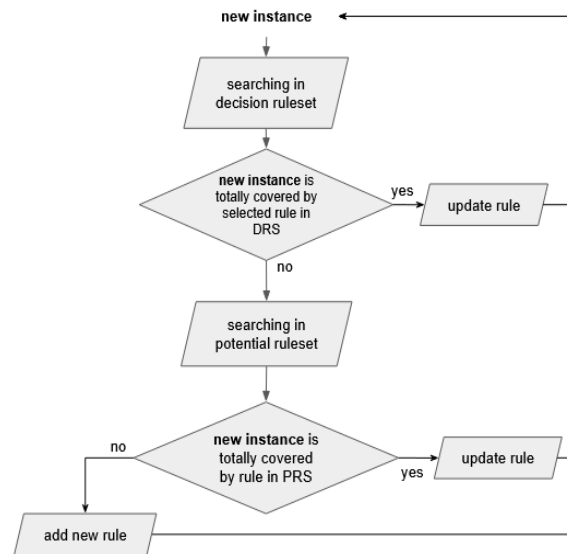 new instance
searching in
decision ruleset
new instance is
totally covered by
selected rule in
DRS
yes
update rule
no
searching in
potential ruleset
new instance is
totally covered
by rule in PRS
no
yes
update rule
add new rule